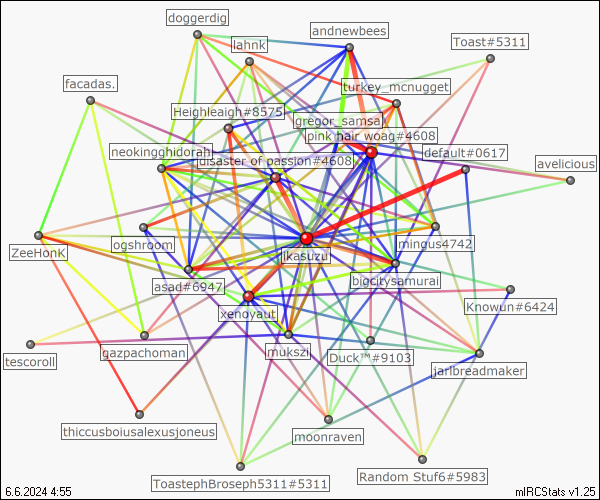 doggerdig
andnewbees
lahnk
Toast#5311
facadas.
turkey_mcnugget
Heighleaigh#8575
|gregor_samsa|
pink hair woag#4608
neokingghidorah
disaster of passion#4608
default#0617
avelicious
ZeeHonk
ogshroom
mingus4742
ikasuzu
asad#6947
bigcitysamurai
Knowun#6424
xenoyaut
tescoroll
gazpachoman
mukszi
Duck™#9103
jarlbreadmaker
thiccusboiusalexusjoneus
moonraven
ToastephBroseph5311#5311
Random Stuf6#5983
6.6.2024 4:55
mIRCStats v1.25